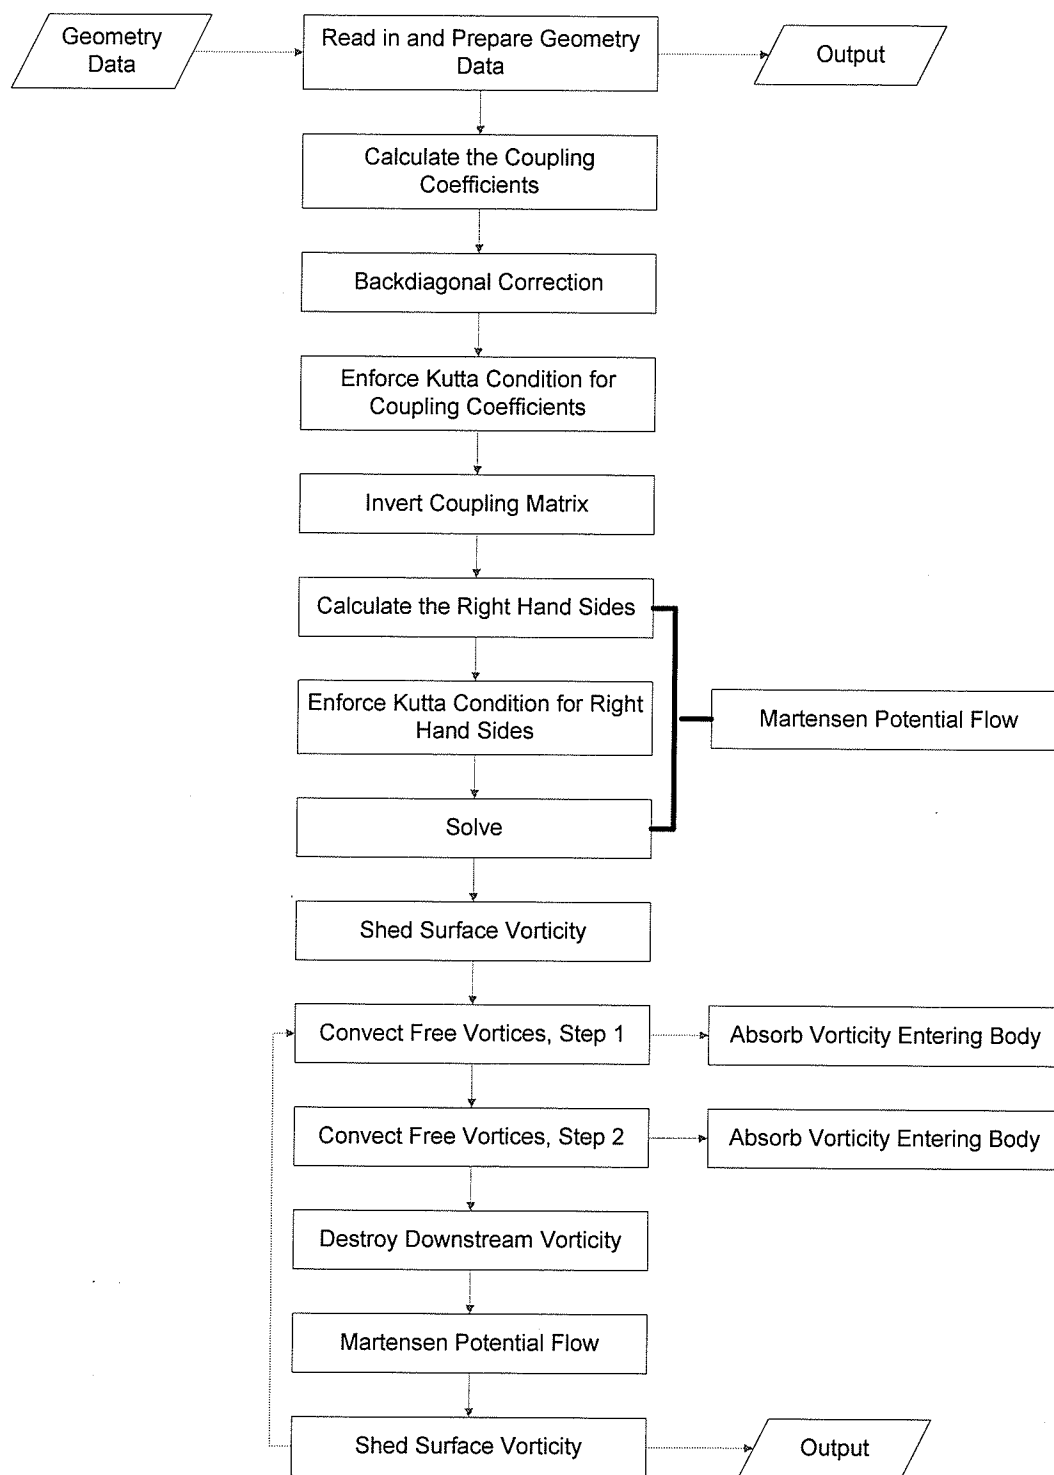 Geometry
Data
Read in and Prepare Geometry
Data
Output
Calculate the Coupling
Coefficients
Backdiagonal Correction
Enforce Kutta Condition for
Coupling Coefficients
Invert Coupling Matrix
Calculate the Right Hand Sides
Enforce Kutta Condition for Right
Hand Sides
Martensen Potential Flow
Solve
Shed Surface Vorticity
Convect Free Vortices, Step 1
Absorb Vorticity Entering Body
Convect Free Vortices, Step 2
Absorb Vorticity Entering Body
Destroy Downstream Vorticity
Martensen Potential Flow
Shed Surface Vorticity
Output